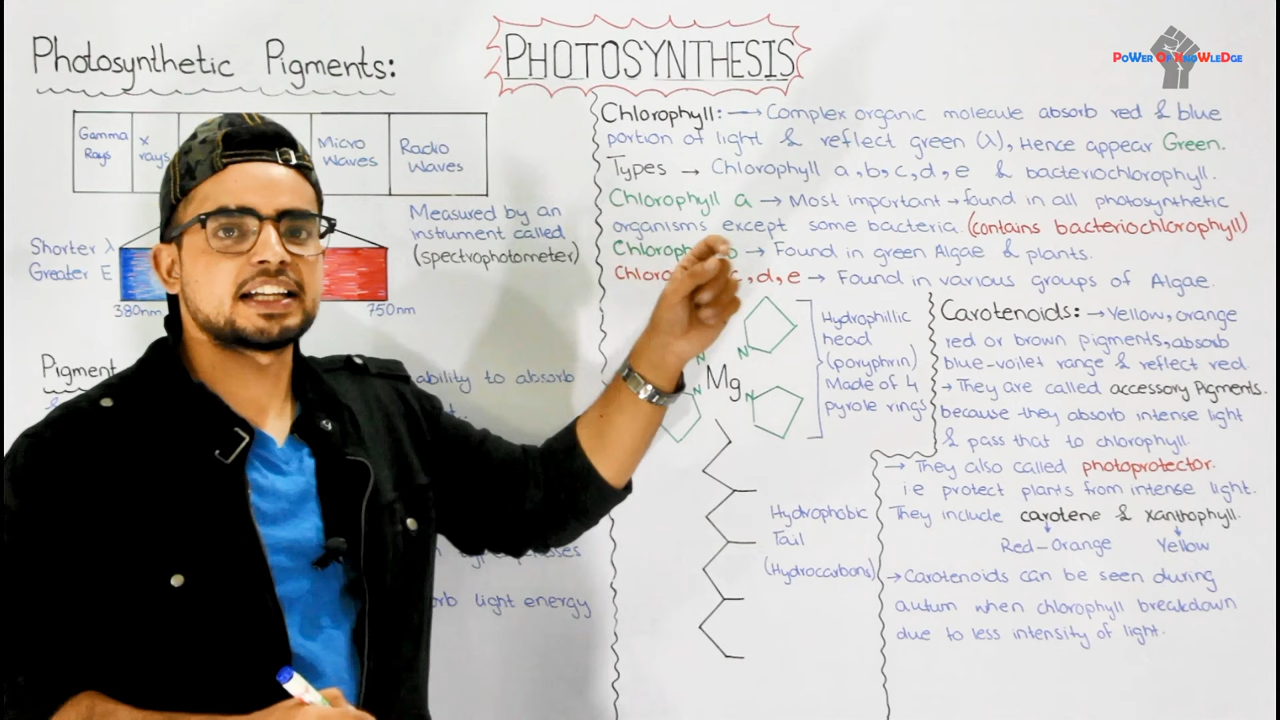 PHOTOSYNTHESIS
PoWer Of KnoWleDge
Photosynthetic Pigments:
Gamma Rays
x rays
Micro Waves
Radio Waves
Measured by an
instrument called
(spectrophotometer)
Shorter λ
Greater E
380nm
750nm
Pigment
ability to absorb
light energy
Chlorophyll: → Complex organic molecule absorb red & blue
portion of light & reflect green (λ), Hence appear Green.
Types → Chlorophyll a, b, c, d, e & bacteriochlorophyll.
Chlorophyll a → Most important → found in all photosynthetic
organisms except some bacteria. (contains bacteriochlorophyll)
→ Found in green Algae & plants.
, d, e → Found in various groups of Algae.
N
N
N
Mg
Hydrophillic
head
(poryphrin)
Made of 4
pyrole rings
Hydrophobic
Tail
(Hydrocarbons)
Carotenoids: → Yellow, orange
red or brown pigments, absorb
blue-voilet range & reflect red.
→ They are called accessory Pigments.
because they absorb intense light
& pass that to chlorophyll.
→ They also called photoprotector.
i.e protect plants from intense light.
They include carotene & xanthophyll.
Red-Orange Yellow
→ Carotenoids can be seen during
autum when chlorophyll breakdown
due to less intensity of light.